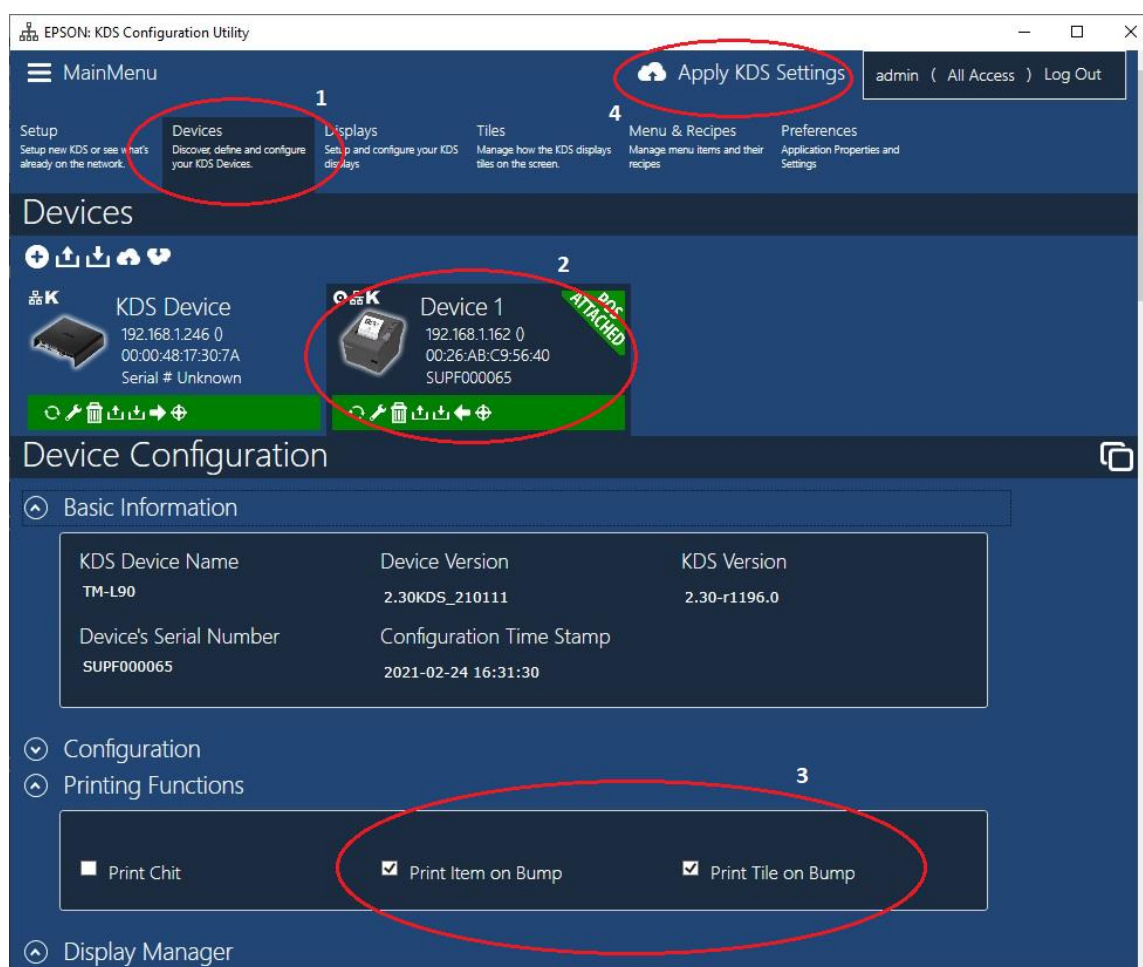 EPSON: KDS Configuration Utility
MainMenu
Apply KDS Settings
admin ( All Access ) Log Out
1
4
Setup
Setup new KDS or see what's
already on the network.
Devices
Discover, define and configure
your KDS Devices.
Displays
Setup and configure your KDS
displays
Tiles
Manage how the KDS displays
tiles on the screen.
Menu & Recipes
Manage menu items and their
recipes
Preferences
Application Properties and
Settings
Devices
2
K
KDS Device
192.168.1.246 ()
00:00:48:17:30:7A
Serial # Unknown
K
Device 1
192.168.1.162 ()
00:26:AB:C9:56:40
SUPF000065
POS
ATTACHED
Device Configuration
Basic Information
KDS Device Name
TM-L90
Device Version
2.30KDS_210111
KDS Version
2.30-r1196.0
Device's Serial Number
SUPF000065
Configuration Time Stamp
2021-02-24 16:31:30
Configuration
Printing Functions
3
Print Chit
Print Item on Bump
Print Tile on Bump
Display Manager